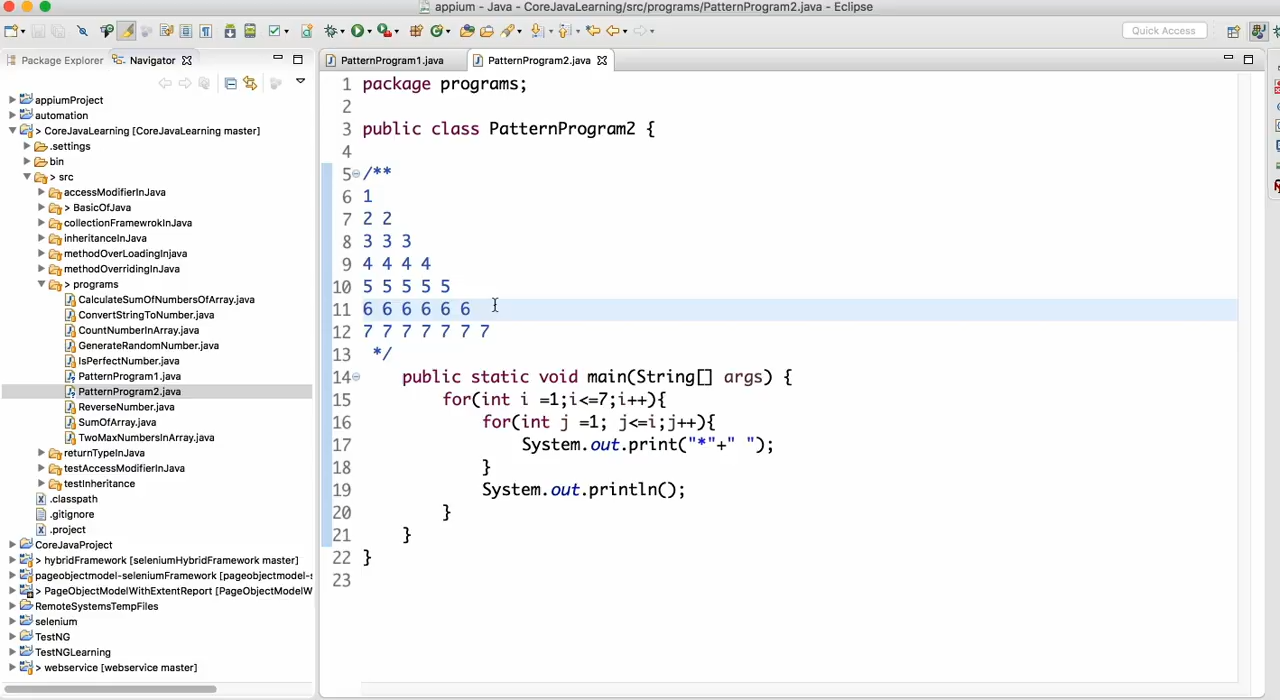 appium - Java - CoreJavaLearning/src/programs/PatternProgram2.java - Eclipse
Quick Access
Package Explorer
Navigator
PatternProgram1.java
PatternProgram2.java
appiumProject
automation
> CoreJavaLearning [CoreJavaLearning master]
.settings
bin
> src
accessModifierInJava
> BasicOfJava
collectionFramewrokInJava
inheritanceInJava
methodOverLoadingInjava
methodOverridingInJava
> programs
CalculateSumOfNumbersOfArray.java
ConvertStringToNumber.java
CountNumberInArray.java
GenerateRandomNumber.java
IsPerfectNumber.java
PatternProgram1.java
PatternProgram2.java
ReverseNumber.java
SumOfArray.java
TwoMaxNumbersInArray.java
returnTypeInJava
testAccessModifierInJava
testInheritance
.classpath
.gitignore
.project
CoreJavaProject
> hybridFramework [seleniumHybridFramework master]
pageobjectmodel-seleniumFramework [pageobjectmodel-s
> PageObjectModelWithExtentReport [PageObjectModelW
RemoteSystemsTempFiles
selenium
TestNG
TestNGLearning
> webservice [webservice master]
1 package programs;
2
3 public class PatternProgram2 {
4
5 /**
6 1
7 2 2
8 3 3 3
9 4 4 4 4
10 5 5 5 5 5
11 6 6 6 6 6 6
12 7 7 7 7 7 7 7
13 */
14 public static void main(String[] args) {
15 for(int i =1;i<=7;i++){
16 for(int j =1; j<=i;j++){
17 System.out.print("*"+" ");
18 }
19 System.out.println();
20 }
21 }
22 }
23